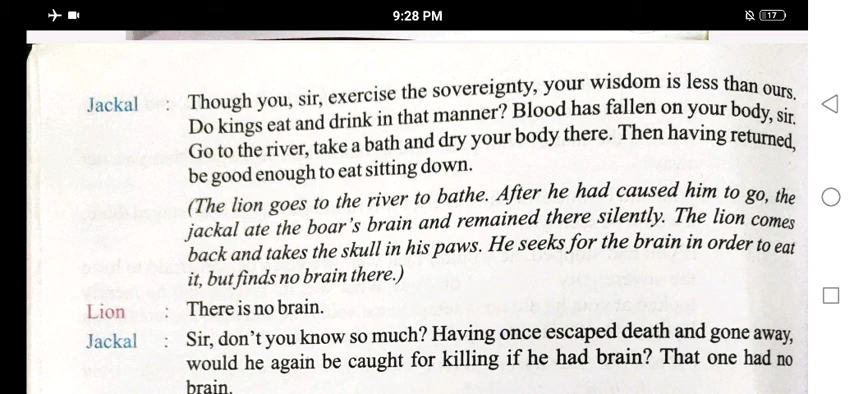 9:28 PM
17
Jackal : Though you, sir, exercise the sovereignty, your wisdom is less than ours.
Do kings eat and drink in that manner? Blood has fallen on your body, sir.
Go to the river, take a bath and dry your body there. Then having returned,
be good enough to eat sitting down.
(The lion goes to the river to bathe. After he had caused him to go, the
jackal ate the boar's brain and remained there silently. The lion comes
back and takes the skull in his paws. He seeks for the brain in order to eat
it, but finds no brain there.)
Lion : There is no brain.
Jackal : Sir, don't you know so much? Having once escaped death and gone away,
would he again be caught for killing if he had brain? That one had no
brain.